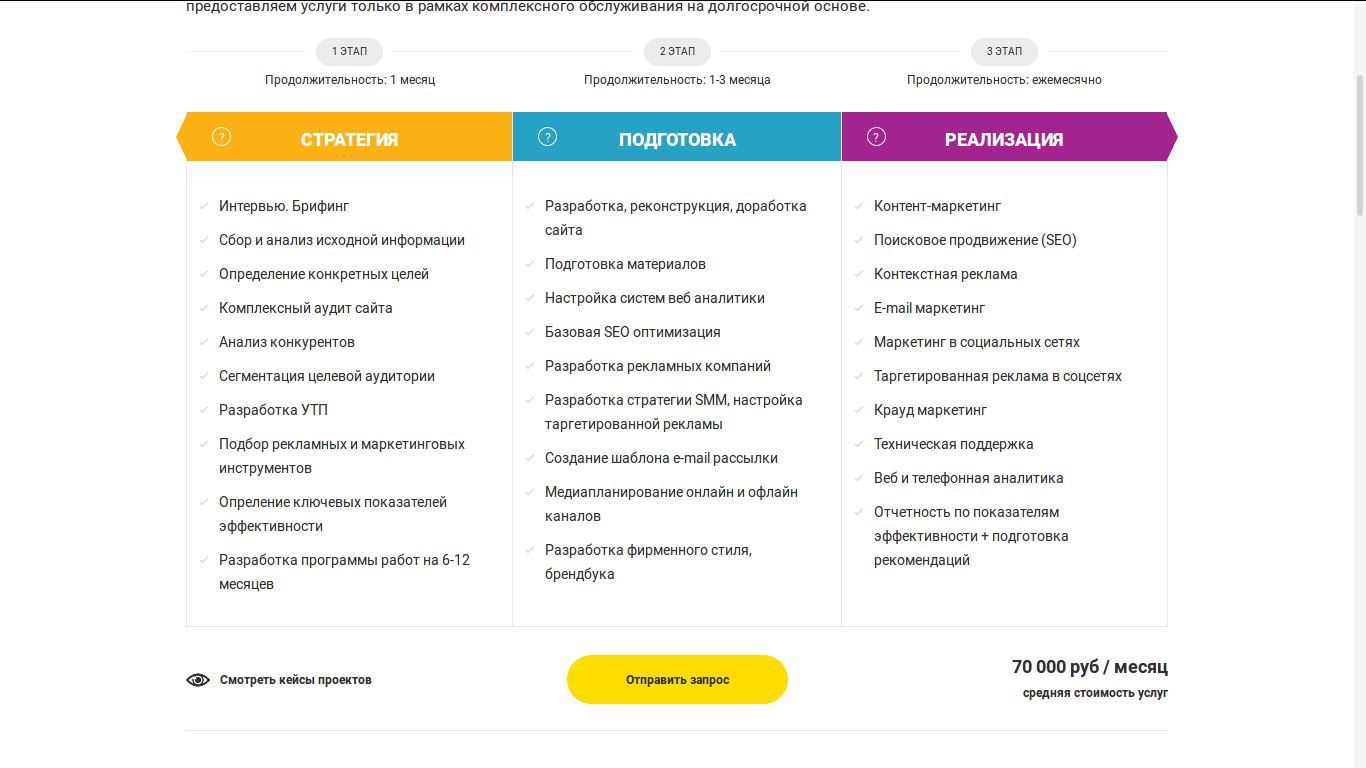 предоставляем услуги только в рамках комплексного обслуживания на долгосрочной основе.
1 ЭТАП
Продолжительность: 1 месяц
2 ЭТАП
Продолжительность: 1-3 месяца
3 ЭТАП
Продолжительность: ежемесячно
? СТРАТЕГИЯ
Интервью. Брифинг
Сбор и анализ исходной информации
Определение конкретных целей
Комплексный аудит сайта
Анализ конкурентов
Сегментация целевой аудитории
Разработка УТП
Подбор рекламных и маркетинговых
инструментов
Опреление ключевых показателей
эффективности
Разработка программы работ на 6-12
месяцев
? ПОДГОТОВКА
Разработка, реконструкция, доработка
сайта
Подготовка материалов
Настройка систем веб аналитики
Базовая SEO оптимизация
Разработка рекламных компаний
Разработка стратегии SMM, настройка
таргетированной рекламы
Создание шаблона e-mail рассылки
Медиапланирование онлайн и офлайн
каналов
Разработка фирменного стиля,
брендбука
? РЕАЛИЗАЦИЯ
Контент-маркетинг
Поисковое продвижение (SEO)
Контекстная реклама
E-mail маркетинг
Маркетинг в социальных сетях
Таргетированная реклама в соцсетях
Крауд маркетинг
Техническая поддержка
Веб и телефонная аналитика
Отчетность по показателям
эффективности + подготовка
рекомендаций
Смотреть кейсы проектов
Отправить запрос
70 000 руб / месяц
средняя стоимость услуг